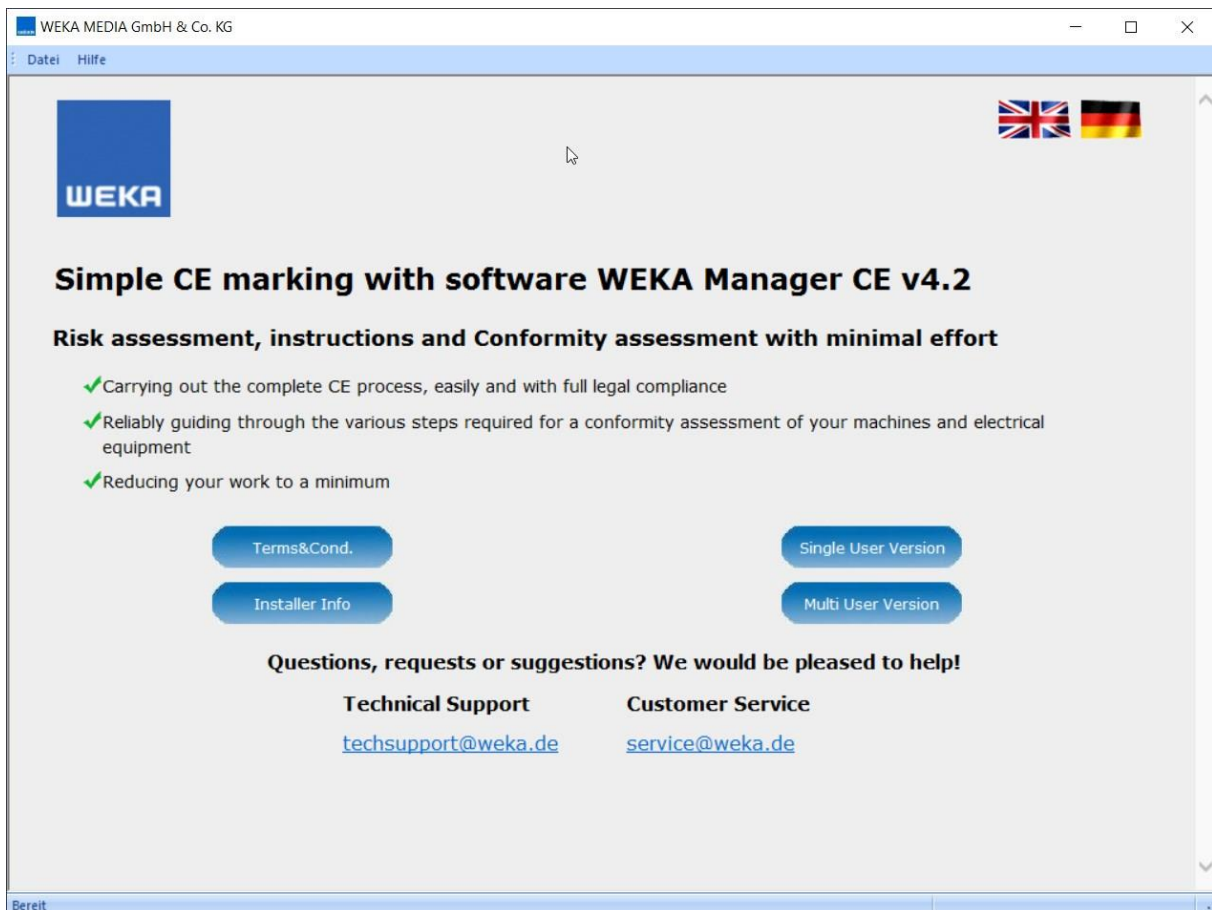 WEKA MEDIA GmbH & Co. KG
Datei Hilfe
WEKA
Simple CE marking with software WEKA Manager CE v4.2
Risk assessment, instructions and Conformity assessment with minimal effort
Carrying out the complete CE process, easily and with full legal compliance
Reliably guiding through the various steps required for a conformity assessment of your machines and electrical
equipment
Reducing your work to a minimum
Terms&Cond. Single User Version
Installer Info Multi User Version
Questions, requests or suggestions? We would be pleased to help!
Technical Support Customer Service
techsupport@weka.de service@weka.de
Bereit